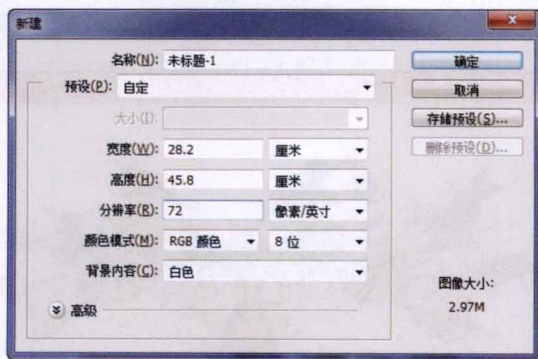 新建
名称(N): 未标题-1
确定
预设(P): 自定
取消
大小(I):
存储预设(S)...
宽度(W): 28.2 厘米
删除预设(D)...
高度(H): 45.8 厘米
分辨率(R): 72 像素/英寸
颜色模式(M): RGB 颜色 8 位
背景内容(C): 白色
图像大小:
高级
2.97M